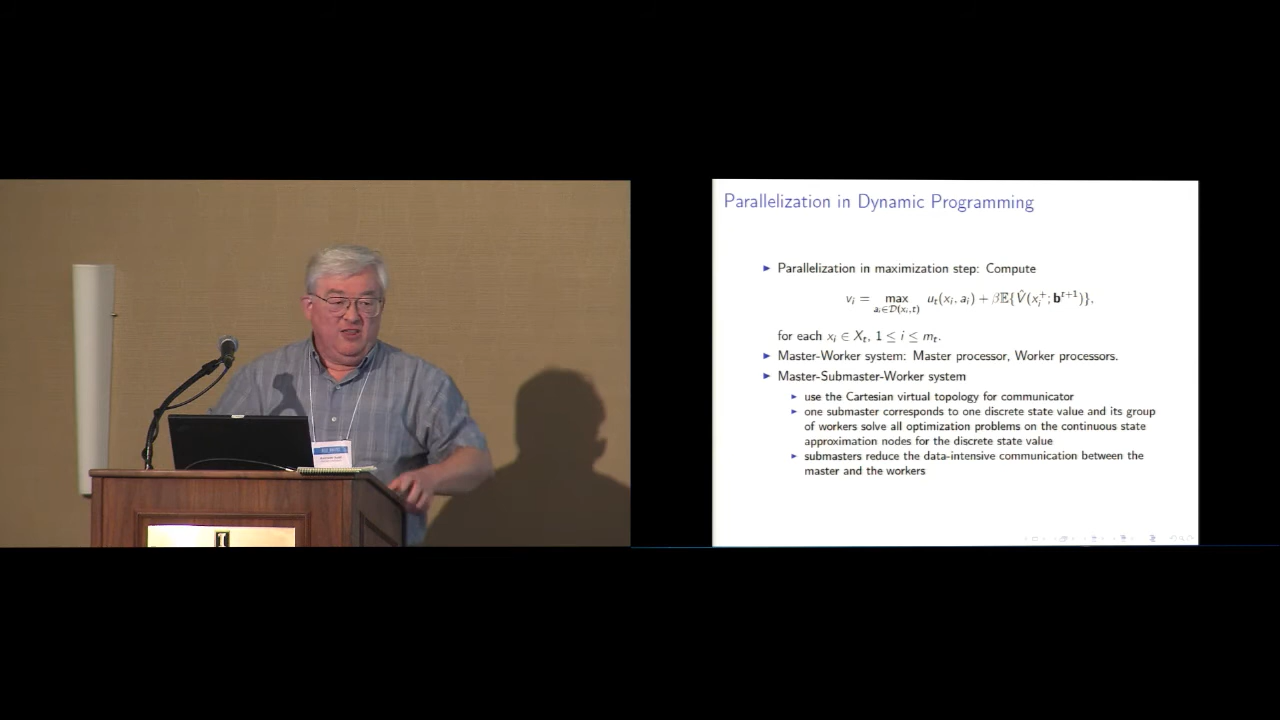 Parallelization in Dynamic Programming
► Parallelization in maximization step: Compute
vᵢ = max uₜ(xᵢ, aᵢ) + β𝔼{V̂(xᵢ⁺; bᵗ⁺¹)},
aᵢ∈𝒟(xᵢ,t)
for each xᵢ ∈ Xₜ, 1 ≤ i ≤ mₜ.
► Master-Worker system: Master processor, Worker processors.
► Master-Submaster-Worker system
► use the Cartesian virtual topology for communicator
► one submaster corresponds to one discrete state value and its group
of workers solve all optimization problems on the continuous state
approximation nodes for the discrete state value
► submasters reduce the data-intensive communication between the
master and the workers